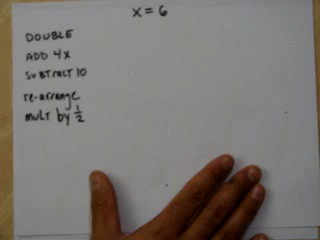 x = 6
DOUBLE
ADD 4x
SUBTRACT 10
re-arrange
mult by 1/2